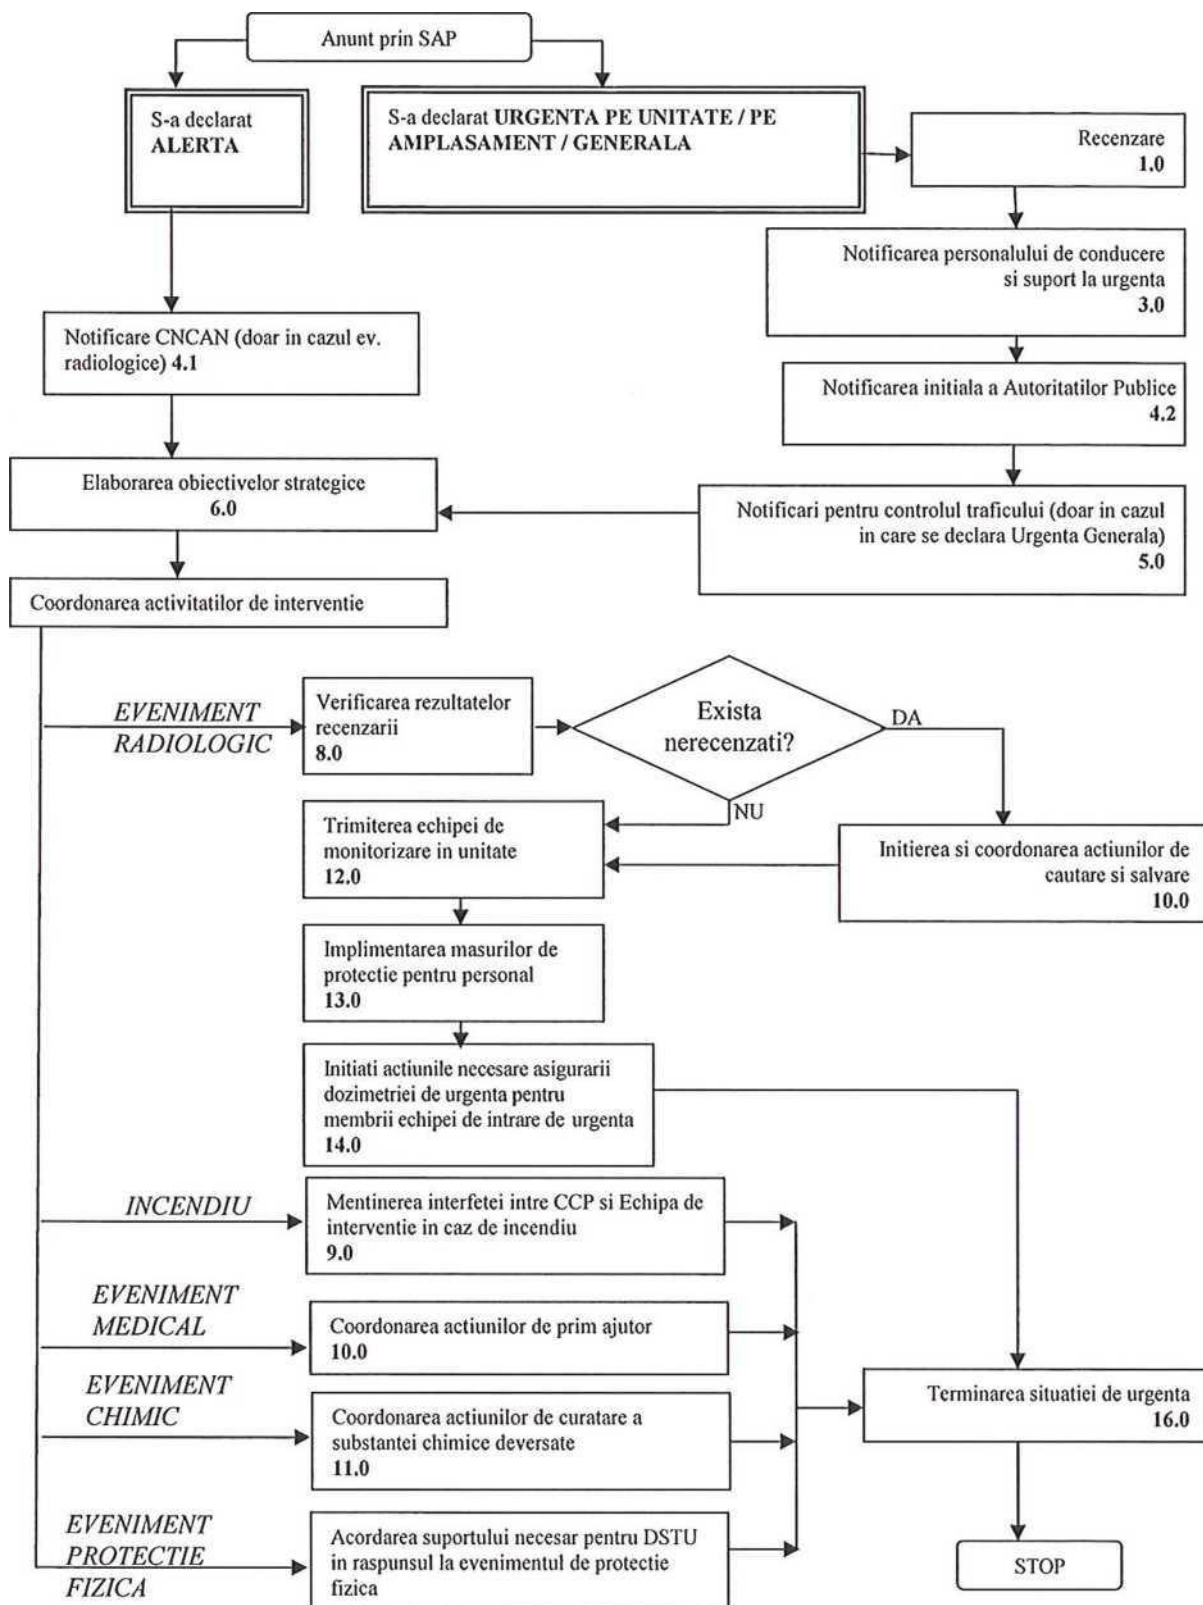 Anunt prin SAP
S-a declarat
ALERTA
S-a declarat URGENTA PE UNITATE / PE
AMPLASAMENT / GENERALA
Recenzare
1.0
Notificarea personalului de conducere
si suport la urgenta
3.0
Notificare CNCAN (doar in cazul ev.
radiologice) 4.1
Notificarea initiala a Autoritatilor Publice
4.2
Elaborarea obiectivelor strategice
6.0
Notificari pentru controlul traficului (doar in cazul
in care se declara Urgenta Generala)
5.0
Coordonarea activitatilor de interventie
EVENIMENT
RADIOLOGIC
Verificarea rezultatelor
recenzarii
8.0
Exista
nerecenzati?
DA
NU
Trimiterea echipei de
monitorizare in unitate
12.0
Initierea si coordonarea actiunilor de
cautare si salvare
10.0
Implimentarea masurilor de
protectie pentru personal
13.0
Initiati actiunile necesare asigurarii
dozimetriei de urgenta pentru
membrii echipei de intrare de urgenta
14.0
INCENDIU
Mentinerea interfetei intre CCP si Echipa de
interventie in caz de incendiu
9.0
EVENIMENT
MEDICAL
Coordonarea actiunilor de prim ajutor
10.0
EVENIMENT
CHIMIC
Coordonarea actiunilor de curatare a
substantei chimice deversate
11.0
Terminarea situatiei de urgenta
16.0
EVENIMENT
PROTECTIE
FIZICA
Acordarea suportului necesar pentru DSTU
in raspunsul la evenimentul de protectie
fizica
STOP